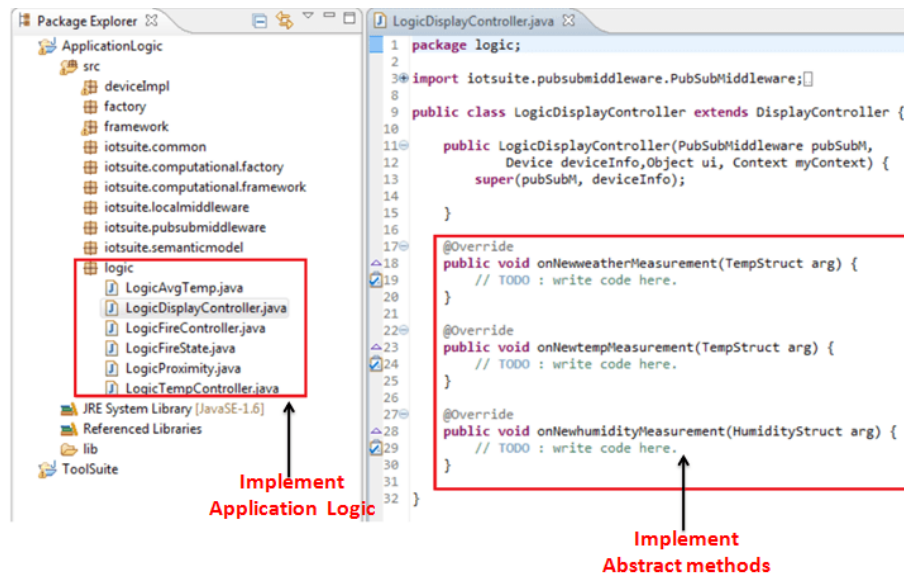 Package Explorer
ApplicationLogic
src
deviceImpl
factory
framework
iotsuite.common
iotsuite.computational.factory
iotsuite.computational.framework
iotsuite.localmiddleware
iotsuite.pubsubmiddleware
iotsuite.semanticmodel
logic
LogicAvgTemp.java
LogicDisplayController.java
LogicFireController.java
LogicFireState.java
LogicProximity.java
LogicTempController.java
JRE System Library [JavaSE-1.6]
Referenced Libraries
lib
ToolSuite
Implement
Application Logic
LogicDisplayController.java
1 package logic;
2
3 import iotsuite.pubsubmiddleware.PubSubMiddleware;
8
9 public class LogicDisplayController extends DisplayController {
10
11 public LogicDisplayController(PubSubMiddleware pubSubM,
12 Device deviceInfo,Object ui, Context myContext) {
13 super(pubSubM, deviceInfo);
14
15 }
16
17 @Override
18 public void onNewweatherMeasurement(TempStruct arg) {
19 // TODO : write code here.
20 }
21
22 @Override
23 public void onNewtempMeasurement(TempStruct arg) {
24 // TODO : write code here.
25 }
26
27 @Override
28 public void onNewhumidityMeasurement(HumidityStruct arg) {
29 // TODO : write code here.
30 }
31
32 }
Implement
Abstract methods